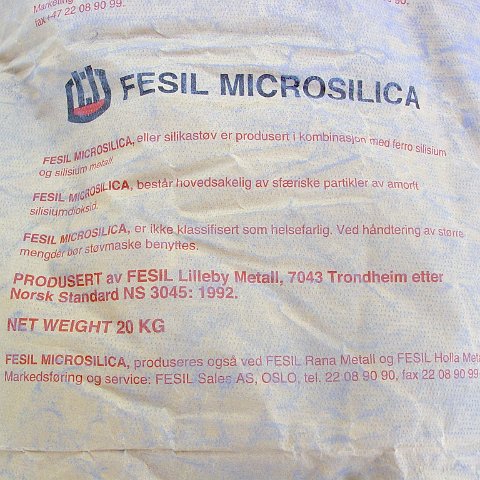 Marketing
fax+47 22 08 90 99.
90.
FESIL MICROSILICA
FESIL MICROSILICA, eller silikastøv er produsert i kombinasjon med ferro silisium
og silisium metall
FESIL MICROSILICA, består hovedsakelig av sfæriske partikler av amorft
silisiumdioksid.
FESIL MICROSILICA, er ikke klassifisert som helsefarlig. Ved håndtering av større
mengder bør støvmaske benyttes.
PRODUSERT av FESIL Lilleby Metall, 7043 Trondheim etter
Norsk Standard NS 3045: 1992.
NET WEIGHT 20 KG
FESIL MICROSILICA, produseres også ved FESIL Rana Metall og FESIL Holla Meta
Markedsføring og service: FESIL Sales AS, OSLO, tel. 22 08 90 90, fax 22 08 90 99